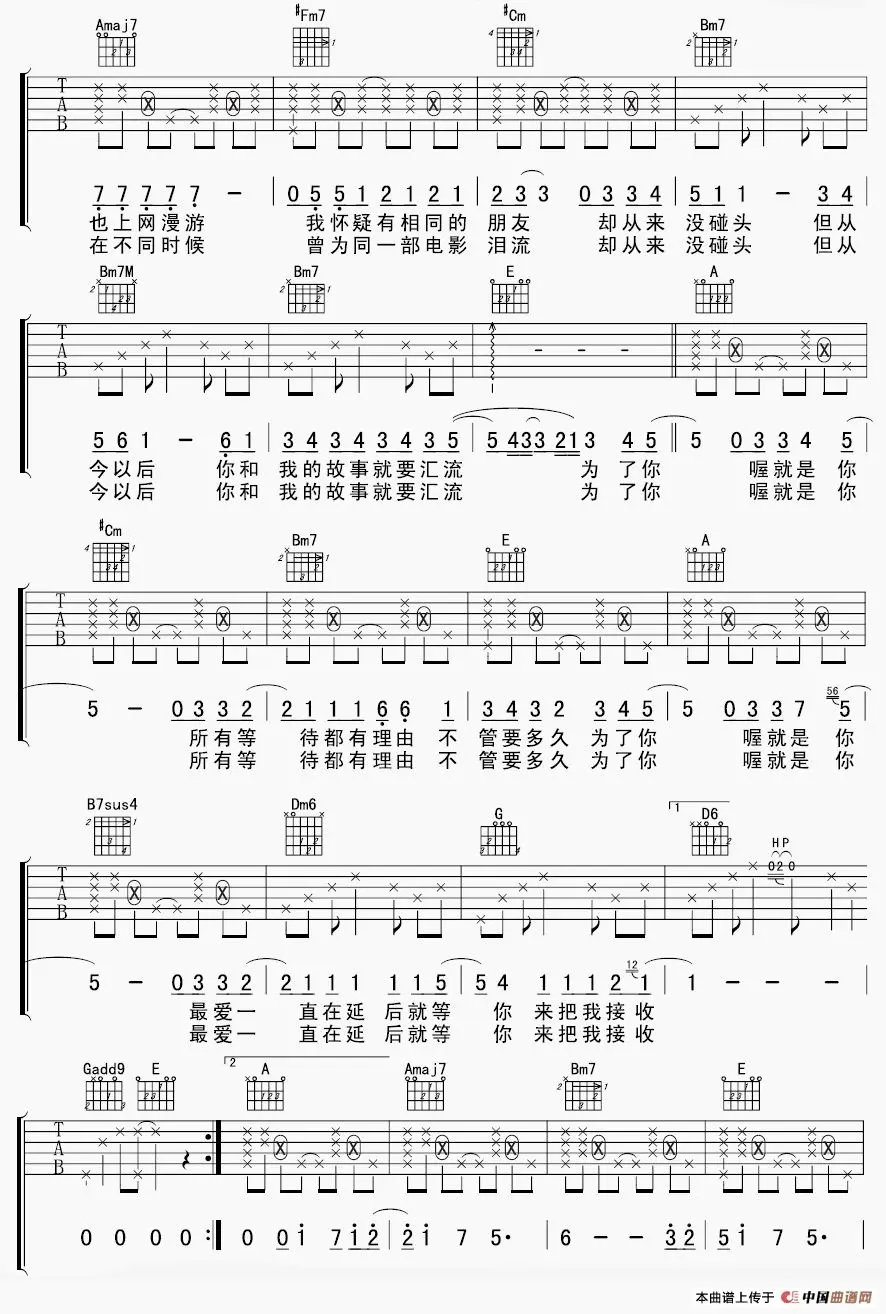 Amaj7 #Fm7 #Cm Bm7
T A B
7 7 7 7 7 - | 0 5 5 1 2 1 2 1 | 2 3 3 0 3 3 4 | 5 1 1 - 3 4
也上网漫游 我怀疑有相同的 朋友 却从来 没碰头 但从
在不同时候 曾为同一部电影 泪流 却从来 没碰头 但从
Bm7M Bm7 E A
T A B
5 6 1 - 6 1 | 3 4 3 4 3 4 3 5 | 5 4 3 3 2 1 3 4 5 || 5 0 3 3 4 5
今以后 你和 我的故事就要汇流 为了你 喔就是你
今以后 你和 我的故事就要汇流 为了你 喔就是你
#Cm Bm7 E A
T A B
5 - 0 3 3 2 | 2 1 1 1 6 6 1 | 3 4 3 2 3 4 5 | 5 0 3 3 7 56 5
所有等 待都有理由 不 管要多久 为了你 喔就是你
所有等 待都有理由 不 管要多久 为了你 喔就是你
B7sus4 Dm6 G 1 D6
T A B H P 0 2 0
5 - 0 3 3 2 | 2 1 1 1 1 1 5 | 5 4 1 1 1 2 12 1 | 1 - - -
最爱一 直在延 后就等 你 来把我接收
最爱一 直在延 后就等 你 来把我接收
Gadd9 E 2 A Amaj7 Bm7 E
T A B
0 0 0 0 :| 0 0 1 7 1 2 | 2 1 7 5· | 6 - - 3 2 | 5 1 7 5·
本曲谱上传于 中国曲谱网